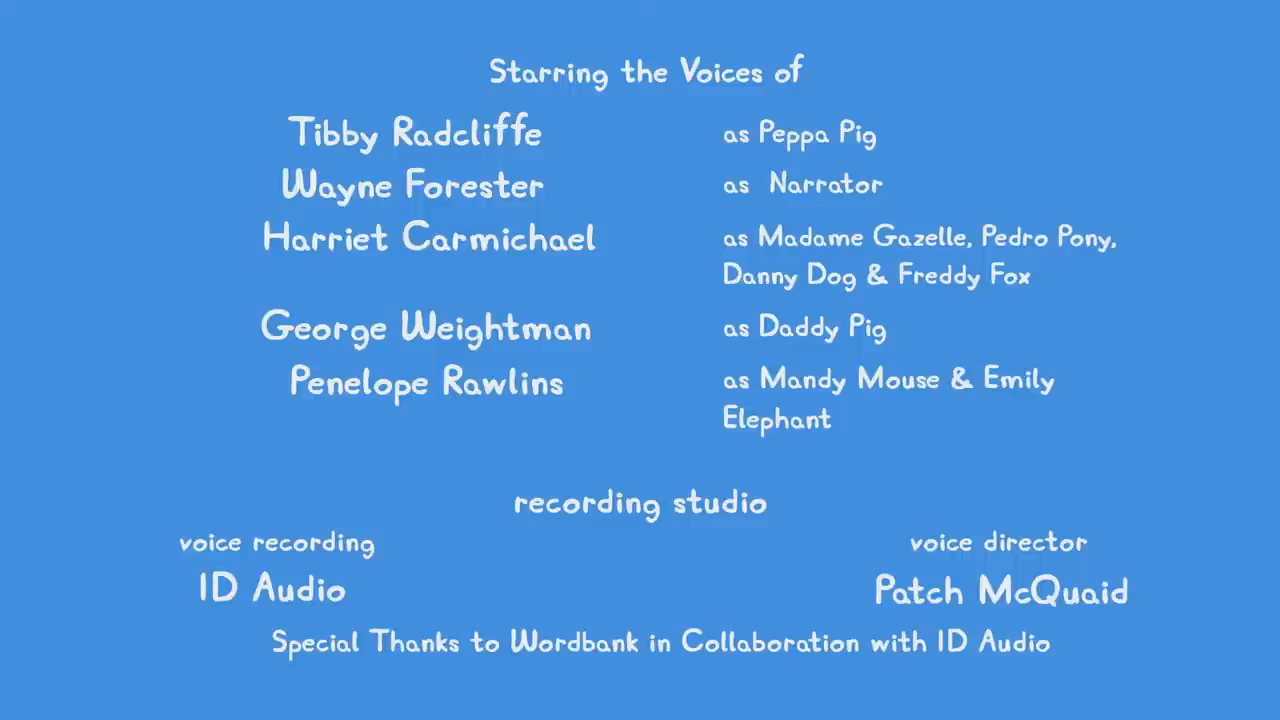 Starring the Voices of
Tibby Radcliffe as Peppa Pig
Wayne Forester as Narrator
Harriet Carmichael as Madame Gazelle, Pedro Pony,
Danny Dog & Freddy Fox
George Weightman as Daddy Pig
Penelope Rawlins as Mandy Mouse & Emily
Elephant
recording studio
voice recording voice director
ID Audio Patch McQuaid
Special Thanks to Wordbank in Collaboration with ID Audio